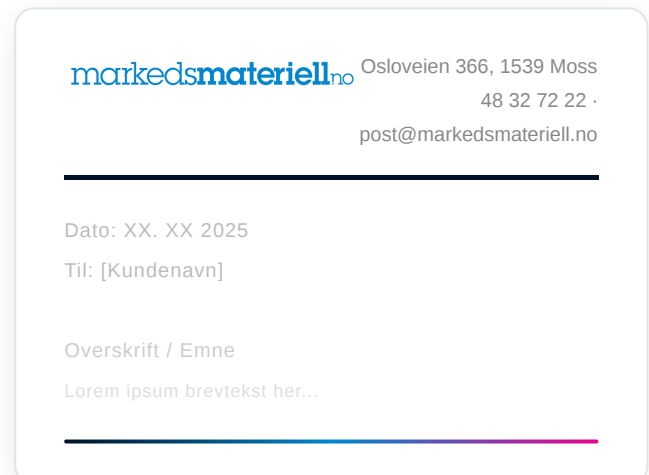 markedsmateriell.no
Osloveien 366, 1539 Moss
48 32 72 22 ·
post@markedsmateriell.no
Dato: XX. XX 2025
Til: [Kundenavn]
Overskrift / Emne
Lorem ipsum brevtekst her...